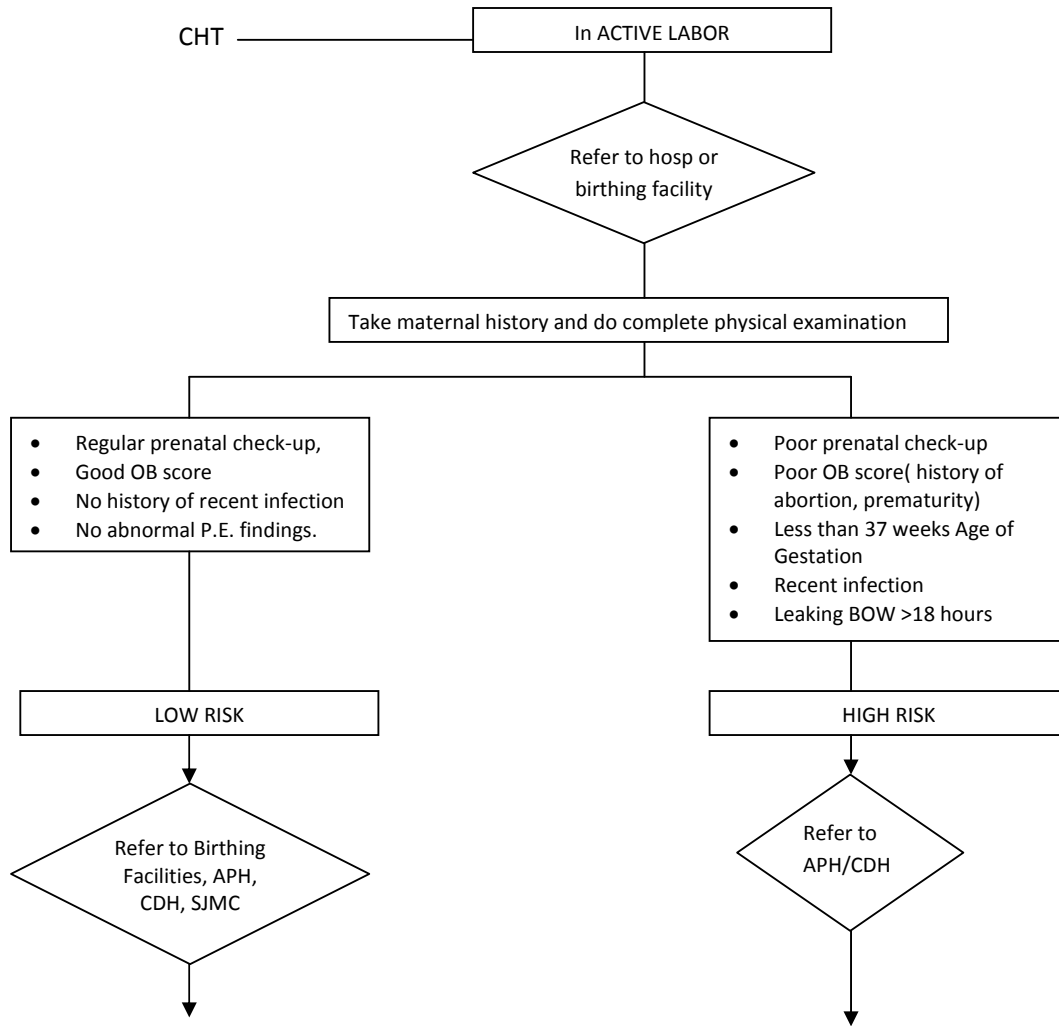 CHT
In ACTIVE LABOR
Refer to hosp or
birthing facility
Take maternal history and do complete physical examination
• Regular prenatal check-up,
• Good OB score
• No history of recent infection
• No abnormal P.E. findings.
• Poor prenatal check-up
• Poor OB score( history of
abortion, prematurity)
• Less than 37 weeks Age of
Gestation
• Recent infection
• Leaking BOW >18 hours
LOW RISK
HIGH RISK
Refer to Birthing
Facilities, APH,
CDH, SJMC
Refer to
APH/CDH